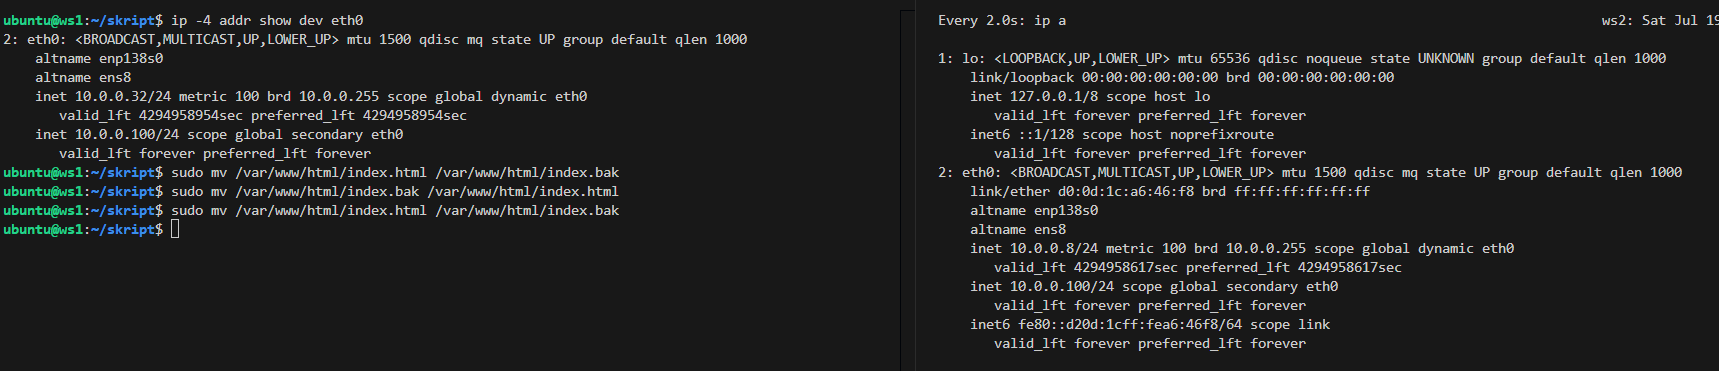 ubuntu@ws1:~/skript$ ip -4 addr show dev eth0
2: eth0: <BROADCAST,MULTICAST,UP,LOWER_UP> mtu 1500 qdisc mq state UP group default qlen 1000
    altname enp138s0
    altname ens8
    inet 10.0.0.32/24 metric 100 brd 10.0.0.255 scope global dynamic eth0
       valid_lft 4294958954sec preferred_lft 4294958954sec
    inet 10.0.0.100/24 scope global secondary eth0
       valid_lft forever preferred_lft forever
ubuntu@ws1:~/skript$ sudo mv /var/www/html/index.html /var/www/html/index.bak
ubuntu@ws1:~/skript$ sudo mv /var/www/html/index.bak /var/www/html/index.html
ubuntu@ws1:~/skript$ sudo mv /var/www/html/index.html /var/www/html/index.bak
ubuntu@ws1:~/skript$
Every 2.0s: ip a                                                                   ws2: Sat Jul 19
1: lo: <LOOPBACK,UP,LOWER_UP> mtu 65536 qdisc noqueue state UNKNOWN group default qlen 1000
    link/loopback 00:00:00:00:00:00 brd 00:00:00:00:00:00
    inet 127.0.0.1/8 scope host lo
       valid_lft forever preferred_lft forever
    inet6 ::1/128 scope host noprefixroute
       valid_lft forever preferred_lft forever
2: eth0: <BROADCAST,MULTICAST,UP,LOWER_UP> mtu 1500 qdisc mq state UP group default qlen 1000
    link/ether d0:0d:1c:a6:46:f8 brd ff:ff:ff:ff:ff:ff
    altname enp138s0
    altname ens8
    inet 10.0.0.8/24 metric 100 brd 10.0.0.255 scope global dynamic eth0
       valid_lft 4294958617sec preferred_lft 4294958617sec
    inet 10.0.0.100/24 scope global secondary eth0
       valid_lft forever preferred_lft forever
    inet6 fe80::d20d:1cff:fea6:46f8/64 scope link
       valid_lft forever preferred_lft forever